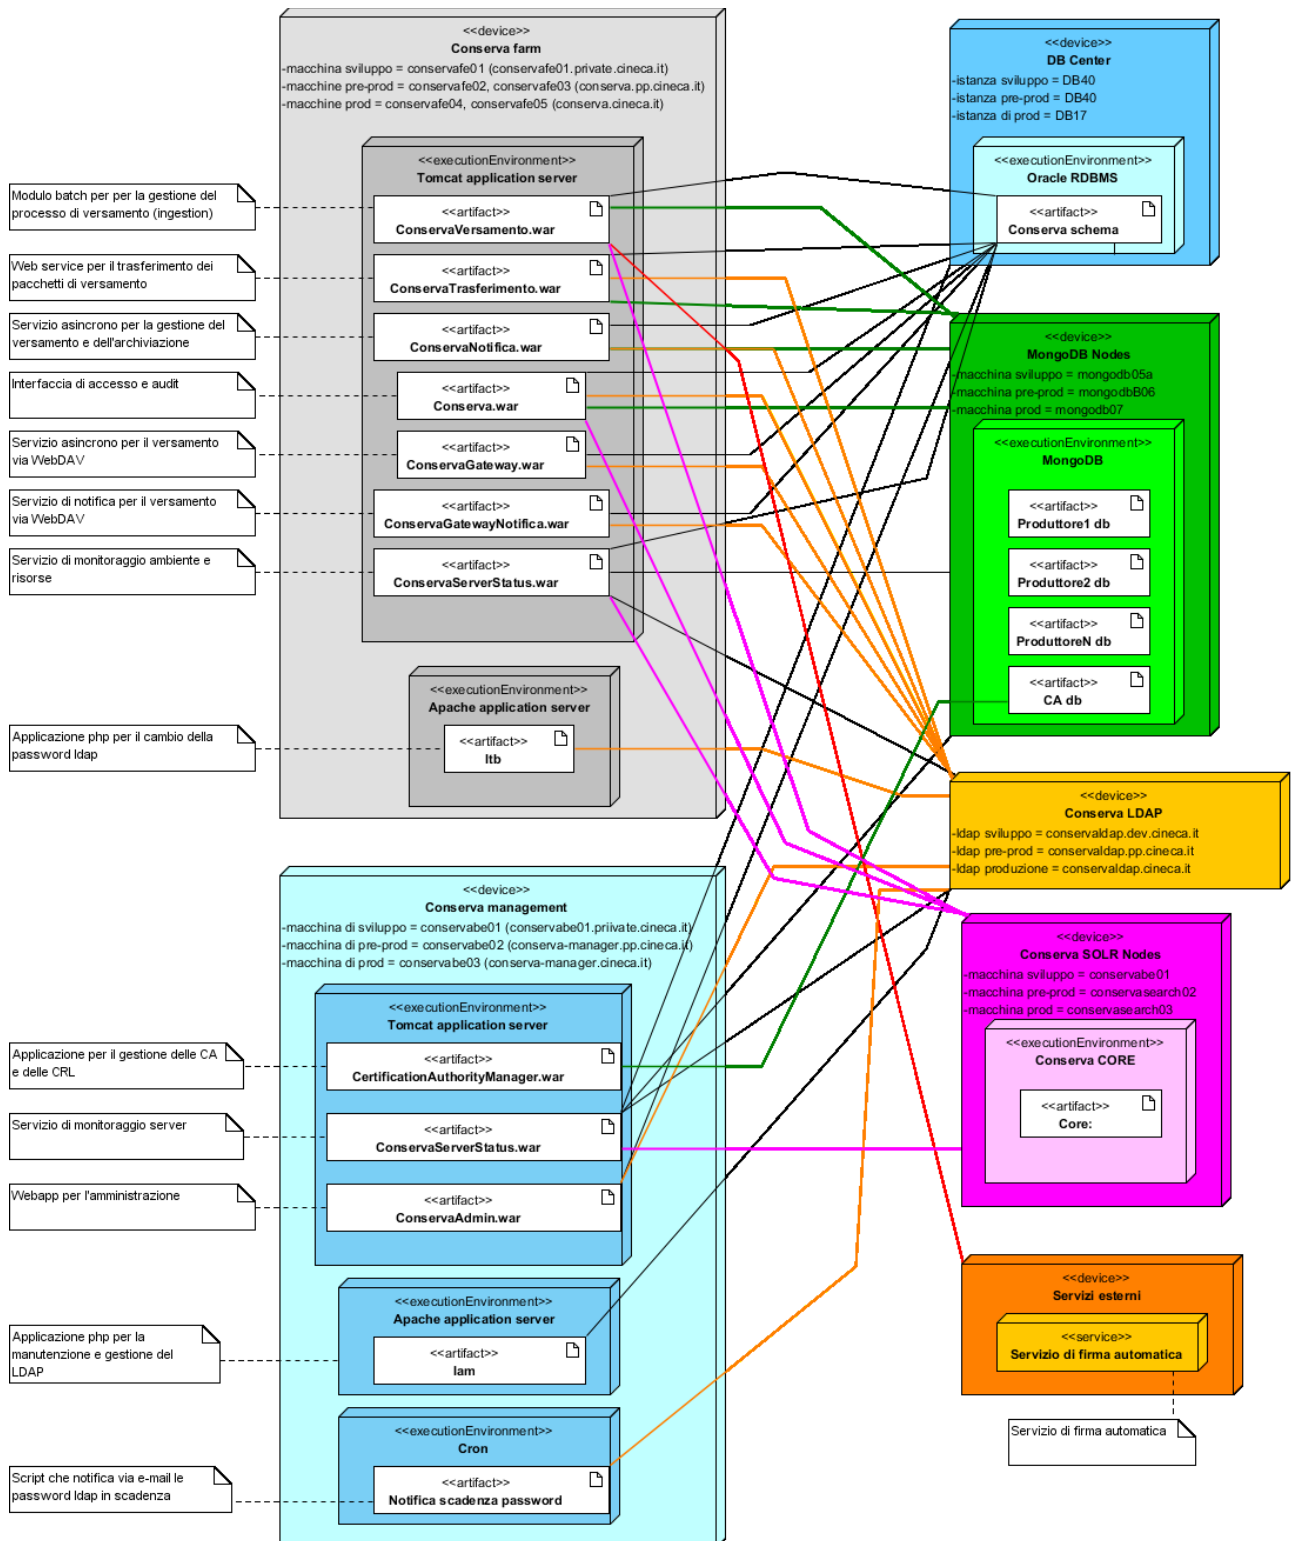 <<device>>
Conserva farm
-macchina sviluppo = conservafe01 (conservafe01.private.cineca.it)
-macchine pre-prod = conservafe02, conservafe03 (conserva.pp.cineca.it)
-macchine prod = conservafe04, conservafe05 (conserva.cineca.it)
<<executionEnvironment>>
Tomcat application server
<<artifact>>
ConservaVersamento.war
<<artifact>>
ConservaTrasferimento.war
<<artifact>>
ConservaNotifica.war
<<artifact>>
Conserva.war
<<artifact>>
ConservaGateway.war
<<artifact>>
ConservaGatewayNotifica.war
<<artifact>>
ConservaServerStatus.war
<<executionEnvironment>>
Apache application server
<<artifact>>
ltb
Modulo batch per per la gestione del
processo di versamento (ingestion)
Web service per il trasferimento dei
pacchetti di versamento
Servizio asincrono per la gestione del
versamento e dell'archiviazione
Interfaccia di accesso e audit
Servizio asincrono per il versamento
via WebDAV
Servizio di notifica per il versamento
via WebDAV
Servizio di monitoraggio ambiente e
risorse
Applicazione php per il cambio della
password ldap
<<device>>
DB Center
-istanza sviluppo = DB40
-istanza pre-prod = DB40
-istanza di prod = DB17
<<executionEnvironment>>
Oracle RDBMS
<<artifact>>
Conserva schema
<<device>>
MongoDB Nodes
-macchina sviluppo = mongodb05a
-macchina pre-prod = mongodbB06
-macchina prod = mongodb07
<<executionEnvironment>>
MongoDB
<<artifact>>
Produttore1 db
<<artifact>>
Produttore2 db
<<artifact>>
ProduttoreN db
<<artifact>>
CA db
<<device>>
Conserva LDAP
-ldap sviluppo = conservaldap.dev.cineca.it
-ldap pre-prod = conservaldap.pp.cineca.it
-ldap produzione = conservaldap.cineca.it
<<device>>
Conserva management
-macchina di sviluppo = conservabe01 (conservabe01.priivate.cineca.it)
-macchina di pre-prod = conservabe02 (conserva-manager.pp.cineca.it)
-macchina di prod = conservabe03 (conserva-manager.cineca.it)
<<executionEnvironment>>
Tomcat application server
<<artifact>>
CertificationAuthorityManager.war
<<artifact>>
ConservaServerStatus.war
<<artifact>>
ConservaAdmin.war
<<executionEnvironment>>
Apache application server
<<artifact>>
lam
<<executionEnvironment>>
Cron
<<artifact>>
Notifica scadenza password
Applicazione per il gestione delle CA
e delle CRL
Servizio di monitoraggio server
Webapp per l'amministrazione
Applicazione php per la
manutenzione e gestione del
LDAP
Script che notifica via e-mail le
password ldap in scadenza
<<device>>
Conserva SOLR Nodes
-macchina sviluppo = conservabe01
-macchina pre-prod = conservasearch02
-macchina prod = conservasearch03
<<executionEnvironment>>
Conserva CORE
<<artifact>>
Core:
<<device>>
Servizi esterni
<<service>>
Servizio di firma automatica
Servizio di firma automatica